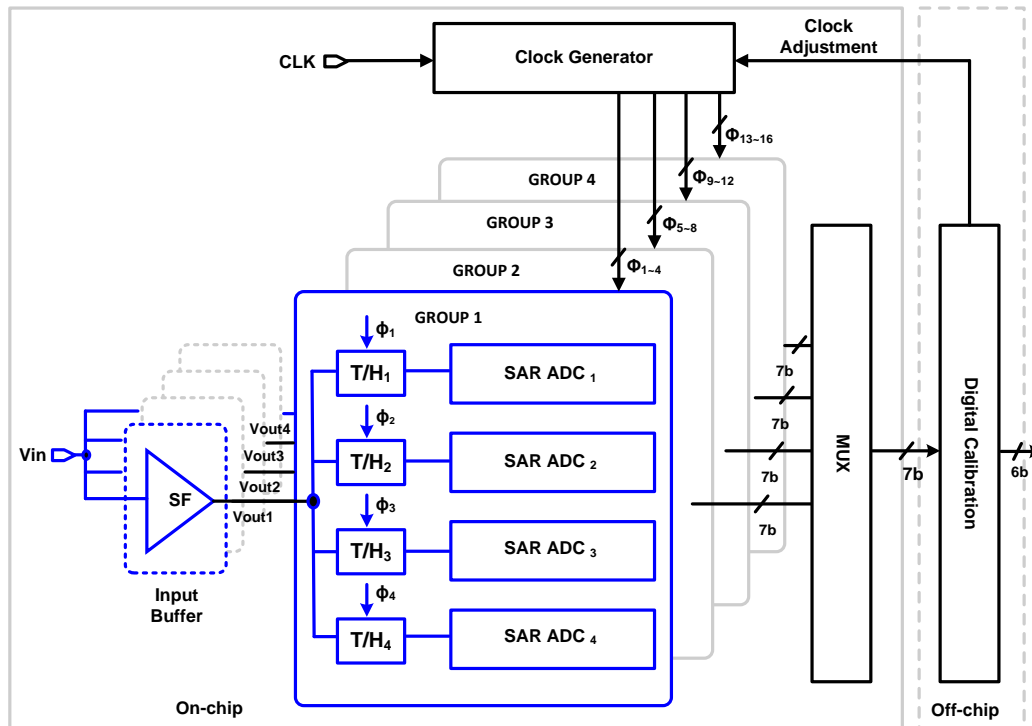 Clock
Adjustment
CLK
Clock Generator
Φ13~16
Φ9~12
Φ5~8
Φ1~4
GROUP 4
GROUP 3
GROUP 2
GROUP 1
ϕ1
T/H1
SAR ADC 1
ϕ2
T/H2
SAR ADC 2
ϕ3
T/H3
SAR ADC 3
ϕ4
T/H4
SAR ADC 4
Vin
SF
Vout4
Vout3
Vout2
Vout1
Input
Buffer
7b
7b
7b
7b
MUX
7b
Digital Calibration
6b
On-chip
Off-chip